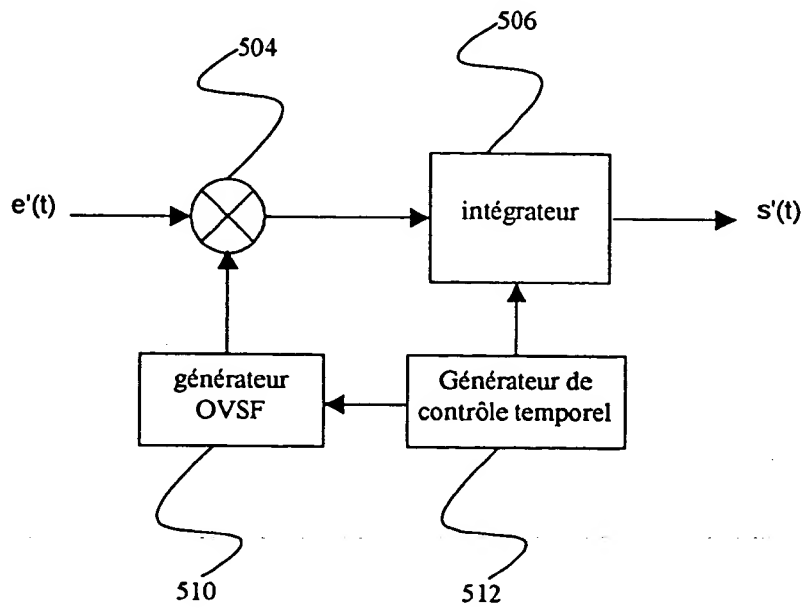 504
506
e'(t)
intégrateur
s'(t)
générateur
OVSF
Générateur de
contrôle temporel
510
512